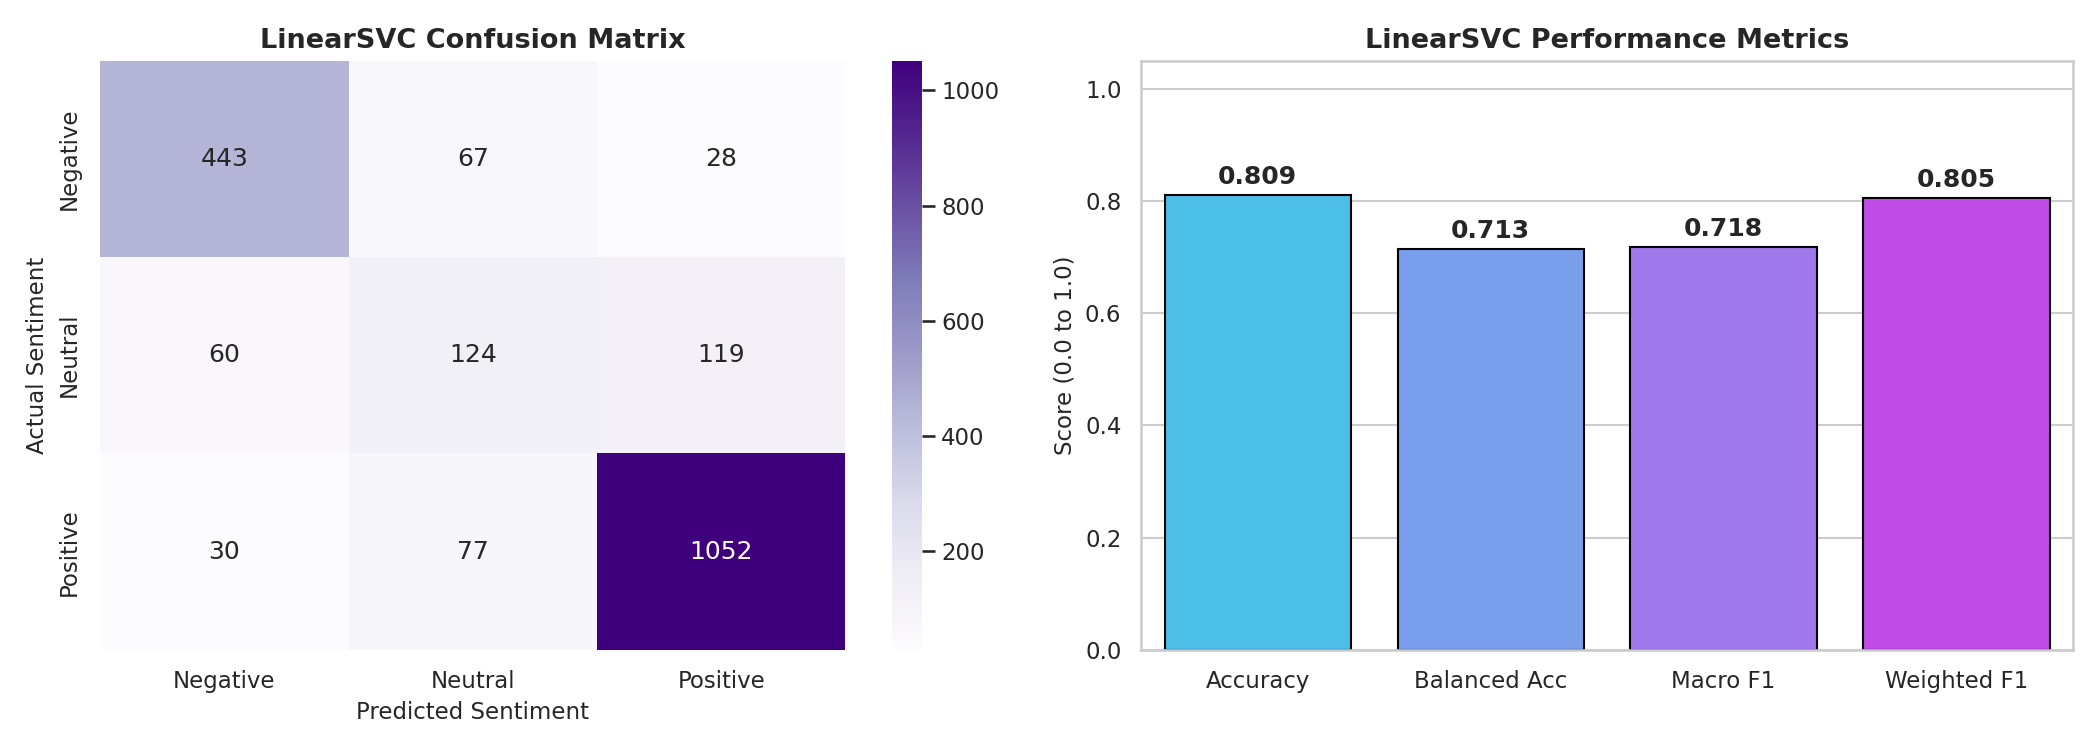 LinearSVC Confusion Matrix
Actual Sentiment
Negative
Neutral
Positive
443 67 28
60 124 119
30 77 1052
Negative Neutral Positive
Predicted Sentiment
1000
800
600
400
200
LinearSVC Performance Metrics
Score (0.0 to 1.0)
1.0
0.8
0.6
0.4
0.2
0.0
0.809 0.713 0.718 0.805
Accuracy Balanced Acc Macro F1 Weighted F1